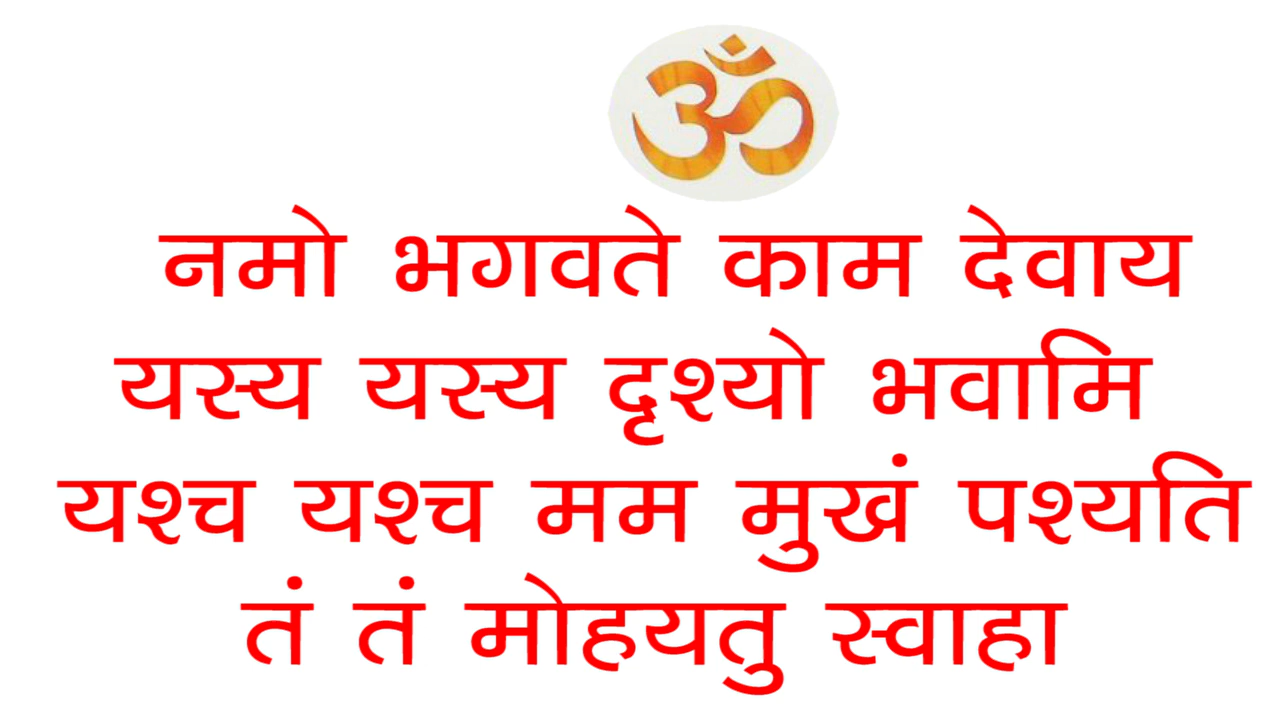 ॐ
नमो भगवते काम देवाय
यस्य यस्य दृश्यो भवामि
यश्च यश्च मम मुखं पश्यति
तं तं मोहयतु स्वाहा